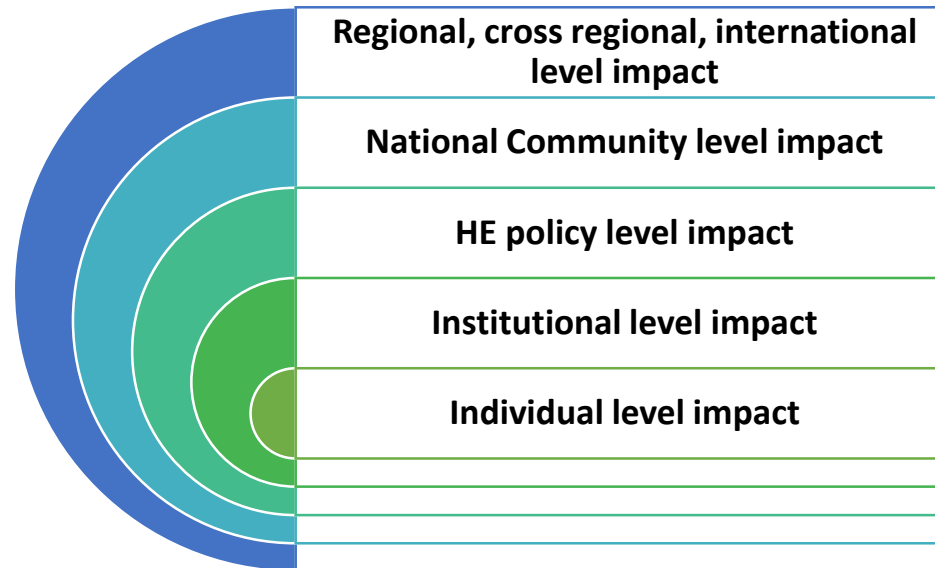 Regional, cross regional, international
level impact
National Community level impact
HE policy level impact
Institutional level impact
Individual level impact